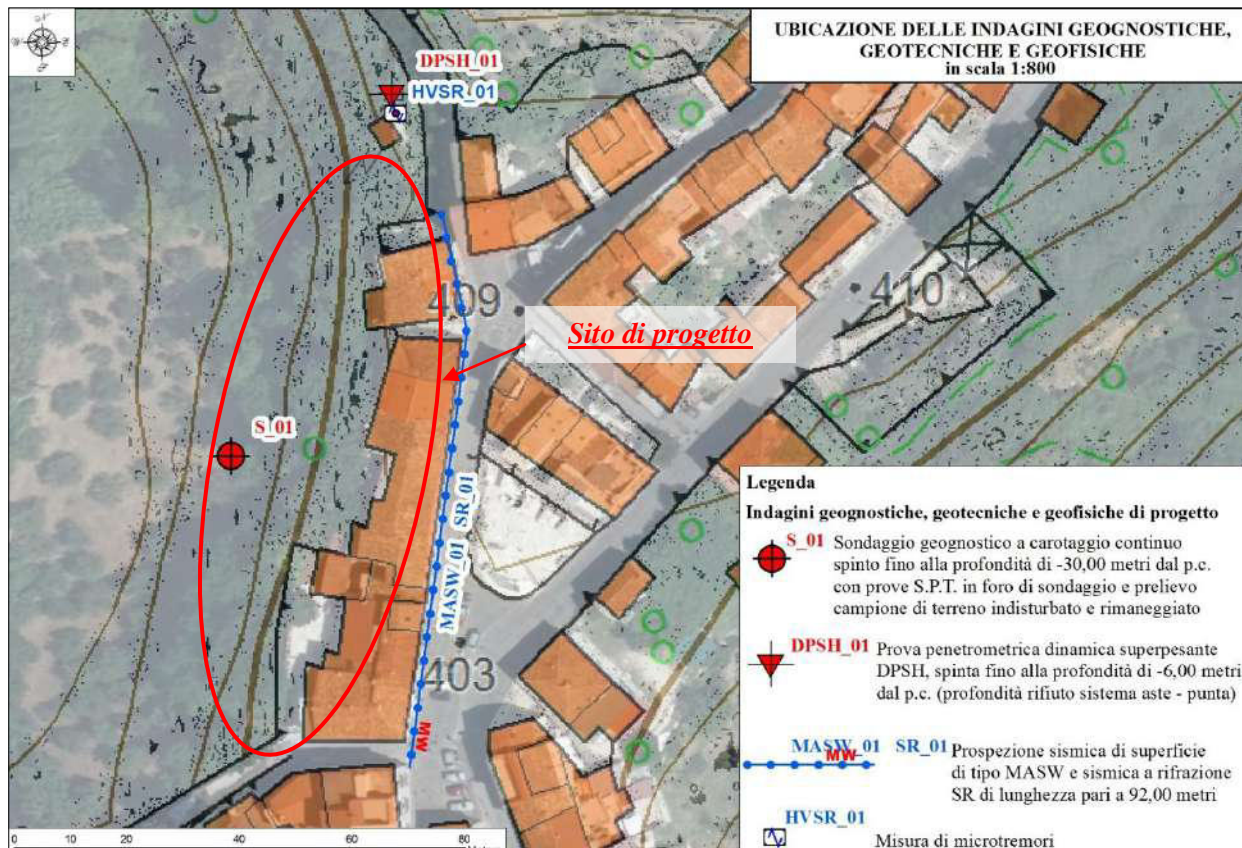 UBICAZIONE DELLE INDAGINI GEOGNOSTICHE,
GEOTECNICHE E GEOFISICHE
in scala 1:800
DPSH_01
HVSR_01
409
410
Sito di progetto
S_01
MASW_01 SR_01
403
MW
Legenda
Indagini geognostiche, geotecniche e geofisiche di progetto
S_01 Sondaggio geognostico a carotaggio continuo
spinto fino alla profondità di -30,00 metri dal p.c.
con prove S.P.T. in foro di sondaggio e prelievo
campione di terreno indisturbato e rimaneggiato
DPSH_01 Prova penetrometrica dinamica superpesante
DPSH, spinta fino alla profondità di -6,00 metri
dal p.c. (profondità rifiuto sistema aste - punta)
MASW_01 SR_01 Prospezione sismica di superficie
MW
di tipo MASW e sismica a rifrazione
SR di lunghezza pari a 92,00 metri
HVSR_01
Misura di microtremori
0 10 20 40 60 80